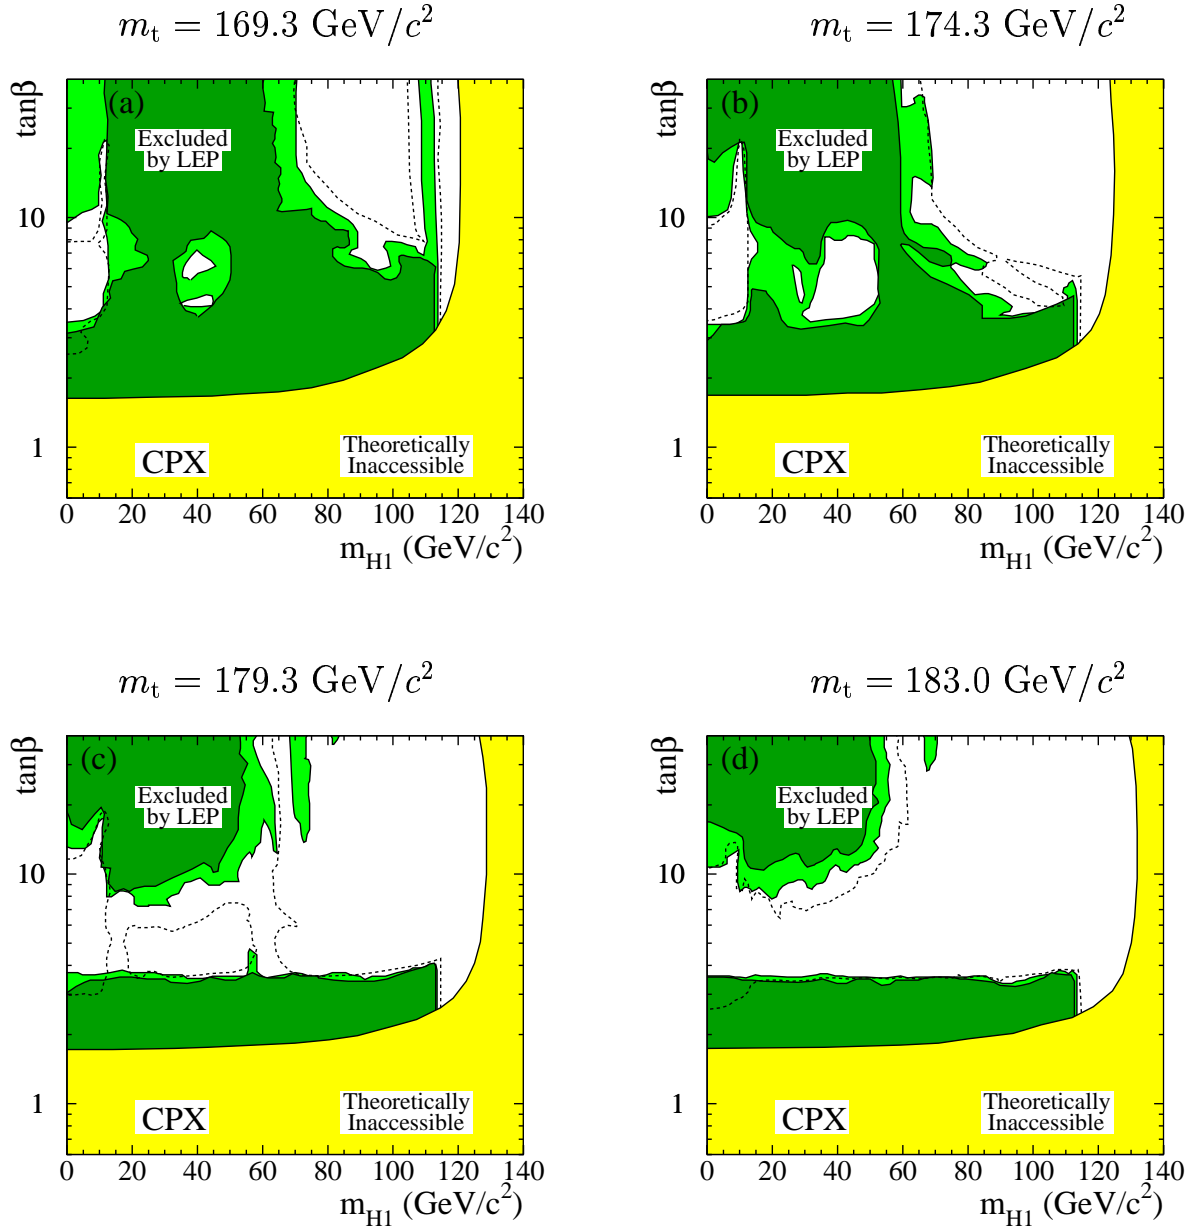 m_t = 169.3 GeV/c²
m_t = 174.3 GeV/c²
tanβ
(a)
Excluded
by LEP
10
1
CPX
Theoretically
Inaccessible
0 20 40 60 80 100 120 140
m_H1 (GeV/c²)
tanβ
(b)
Excluded
by LEP
10
1
CPX
Theoretically
Inaccessible
0 20 40 60 80 100 120 140
m_H1 (GeV/c²)
m_t = 179.3 GeV/c²
m_t = 183.0 GeV/c²
tanβ
(c)
Excluded
by LEP
10
1
CPX
Theoretically
Inaccessible
0 20 40 60 80 100 120 140
m_H1 (GeV/c²)
tanβ
(d)
Excluded
by LEP
10
1
CPX
Theoretically
Inaccessible
0 20 40 60 80 100 120 140
m_H1 (GeV/c²)